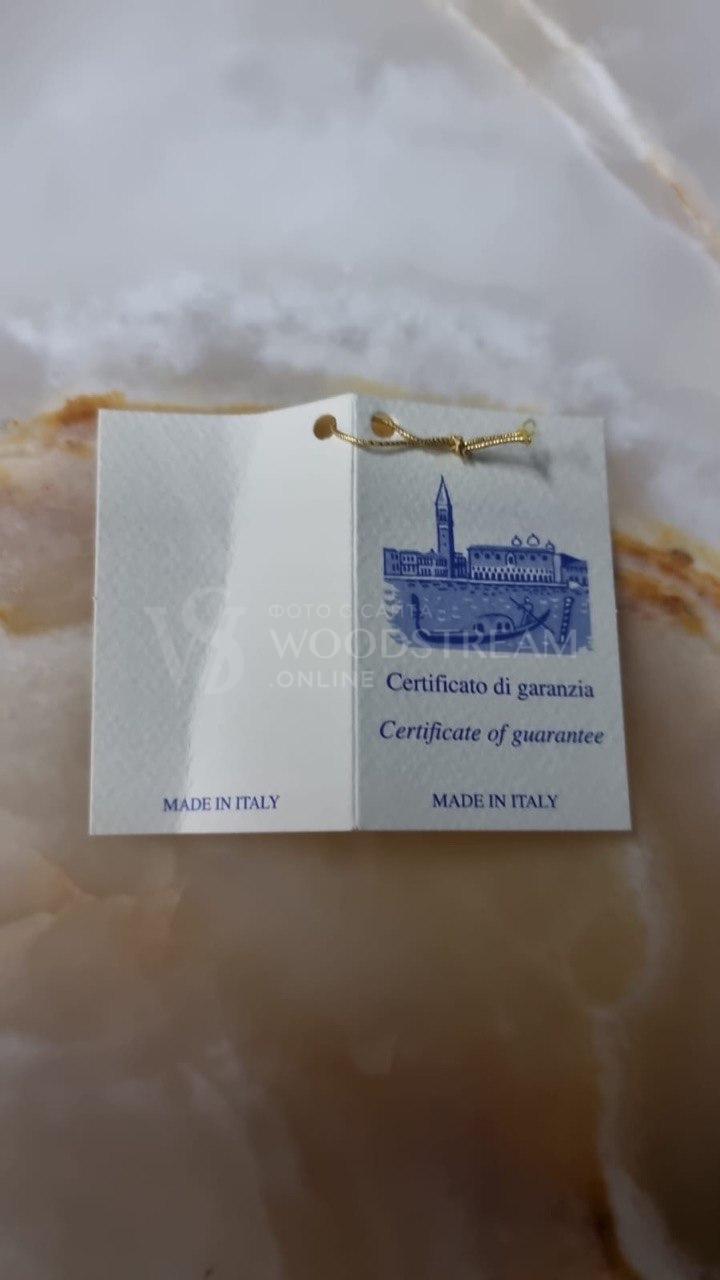 ФОТО С САЙТА
WOODSTREAM
.ONLINE
Certificato di garanzia
Certificate of guarantee
MADE IN ITALY
MADE IN ITALY